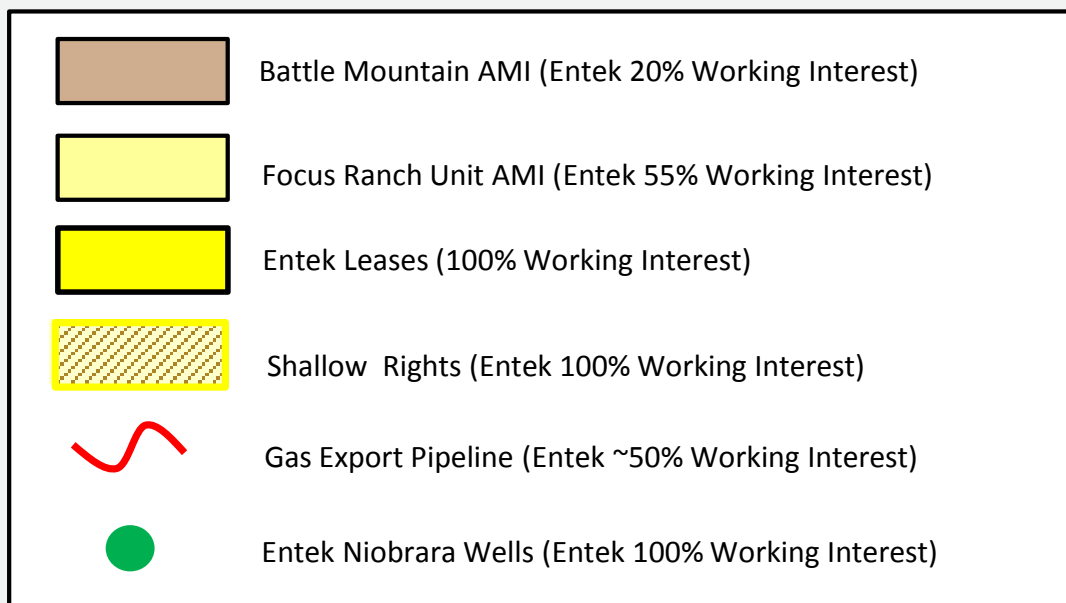 Battle Mountain AMI (Entek 20% Working Interest)
Focus Ranch Unit AMI (Entek 55% Working Interest)
Entek Leases (100% Working Interest)
Shallow  Rights (Entek 100% Working Interest)
Gas Export Pipeline (Entek ~50% Working Interest)
Entek Niobrara Wells (Entek 100% Working Interest)